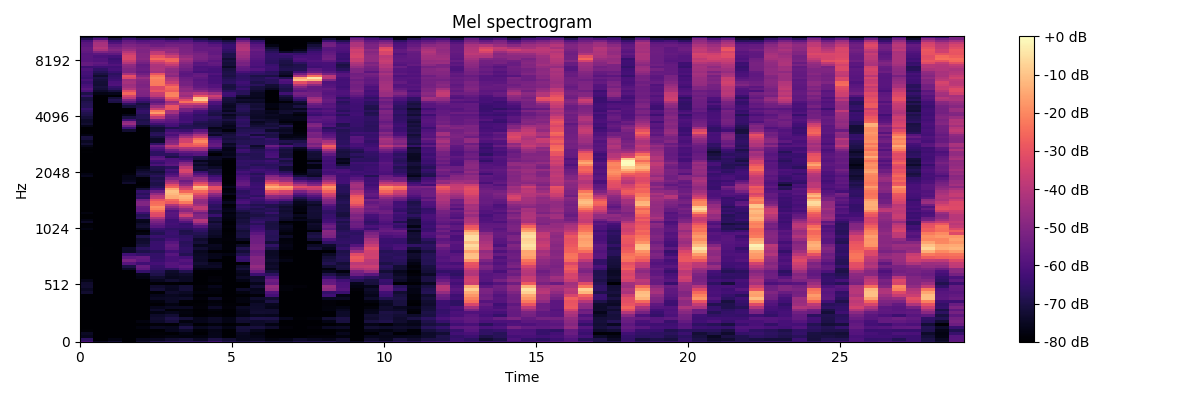 Mel spectrogram
8192
4096
2048
1024
512
0
Hz
0 5 10 15 20 25
Time
+0 dB
-10 dB
-20 dB
-30 dB
-40 dB
-50 dB
-60 dB
-70 dB
-80 dB